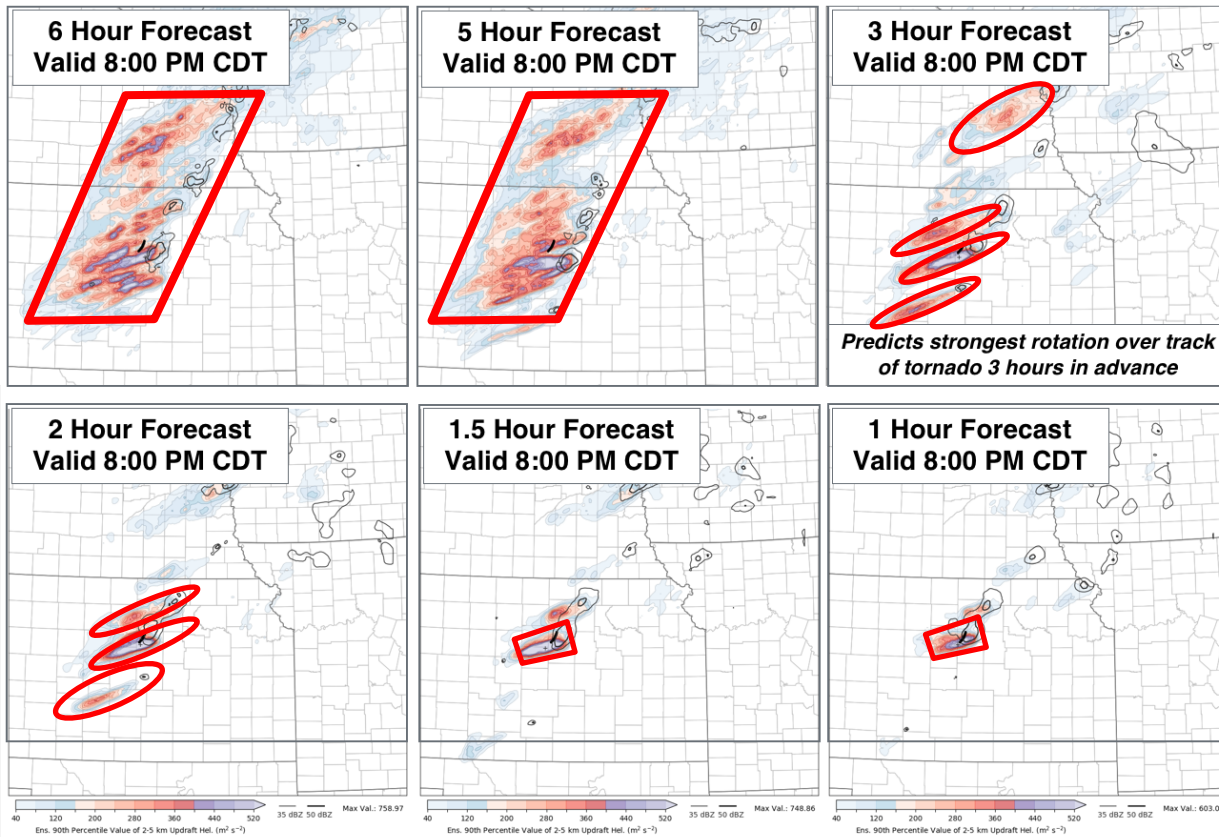 6 Hour Forecast
Valid 8:00 PM CDT
5 Hour Forecast
Valid 8:00 PM CDT
3 Hour Forecast
Valid 8:00 PM CDT
Predicts strongest rotation over track
of tornado 3 hours in advance
2 Hour Forecast
Valid 8:00 PM CDT
1.5 Hour Forecast
Valid 8:00 PM CDT
1 Hour Forecast
Valid 8:00 PM CDT
40 120 200 280 360 440 520
35 dBZ 50 dBZ
Max Val.: 758.97
Ens. 90th Percentile Value of 2-5 km Updraft Hel. (m² s⁻²)
40 120 200 280 360 440 520
35 dBZ 50 dBZ
Max Val.: 748.86
Ens. 90th Percentile Value of 2-5 km Updraft Hel. (m² s⁻²)
40 120 200 280 360 440 520
35 dBZ 50 dBZ
Max Val.: 603.0
Ens. 90th Percentile Value of 2-5 km Updraft Hel. (m² s⁻²)